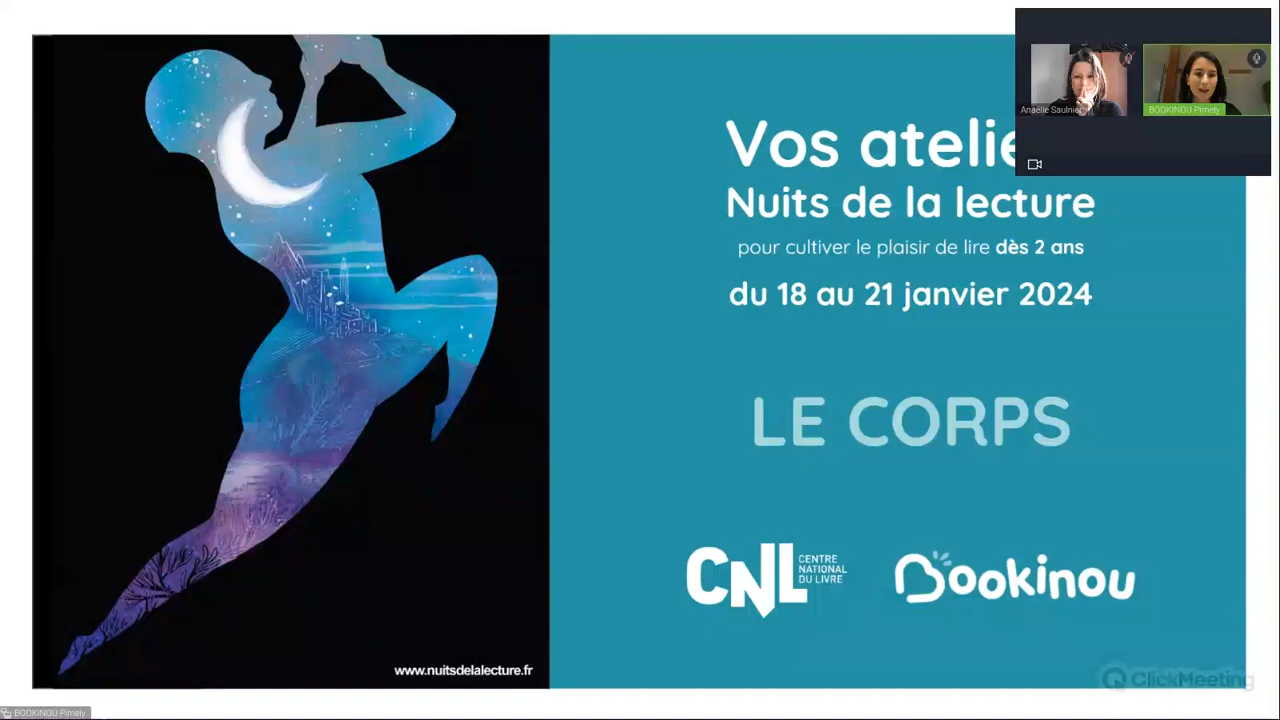 Vos atelie
Nuits de la lecture
pour cultiver le plaisir de lire dès 2 ans
du 18 au 21 janvier 2024
LE CORPS
CNL CENTRE
NATIONAL
DU LIVRE
Bookinou
www.nuitsdelalecture.fr
Anaëlle Saulnier
BOOKINOU Pimely
ClickMeeting
BOOKINOU Pimely